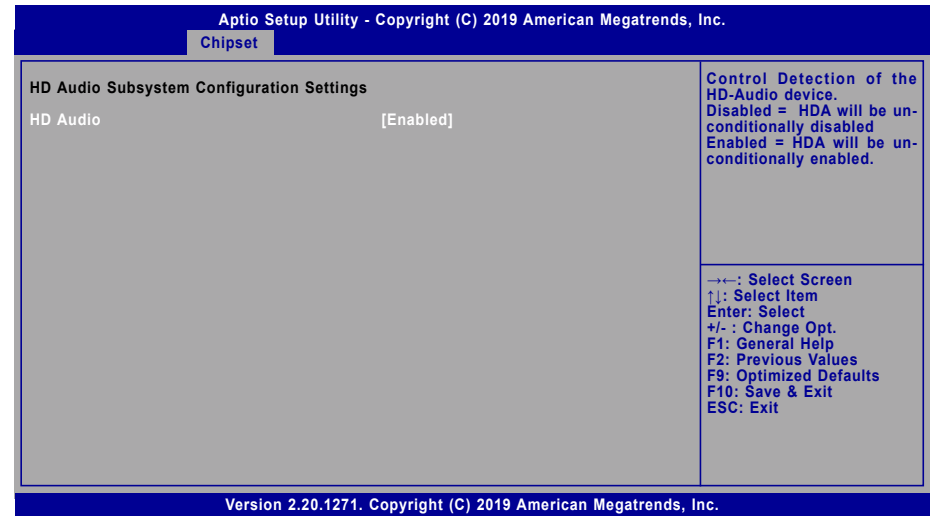 Aptio Setup Utility - Copyright (C) 2019 American Megatrends, Inc.
Chipset
HD Audio Subsystem Configuration Settings
HD Audio [Enabled]
Control Detection of the
HD-Audio device.
Disabled = HDA will be un-
conditionally disabled
Enabled = HDA will be un-
conditionally enabled.
→←: Select Screen
↑↓: Select Item
Enter: Select
+/- : Change Opt.
F1: General Help
F2: Previous Values
F9: Optimized Defaults
F10: Save & Exit
ESC: Exit
Version 2.20.1271. Copyright (C) 2019 American Megatrends, Inc.